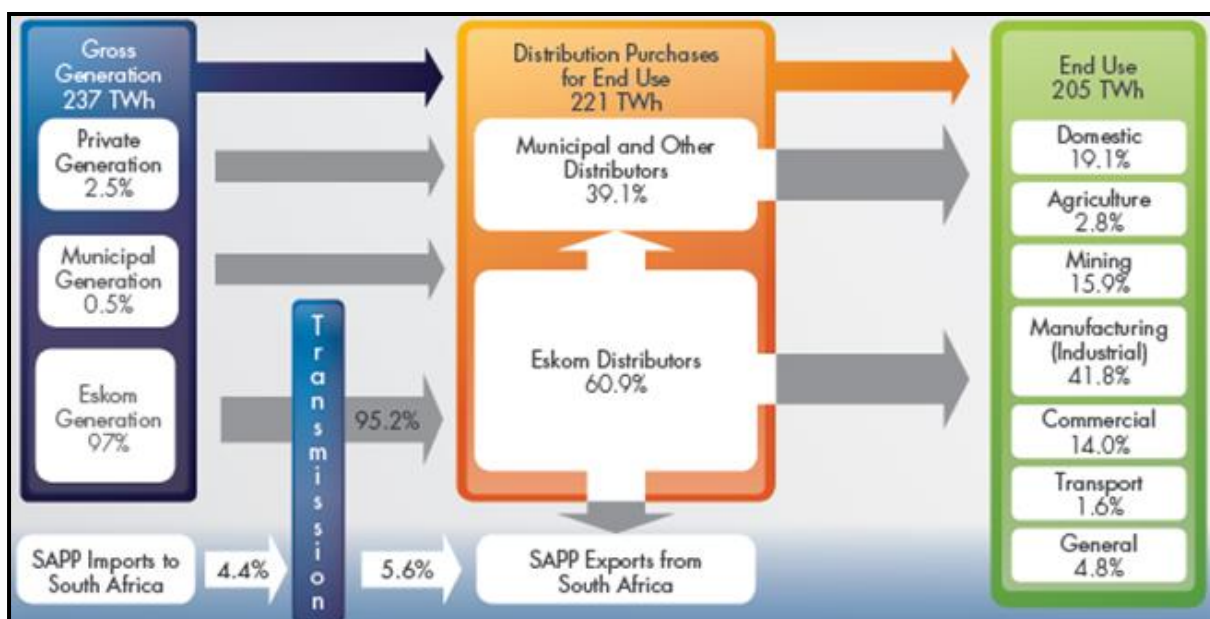 Gross
Generation
237 TWh
Private
Generation
2.5%
Municipal
Generation
0.5%
Eskom
Generation
97%
SAPP Imports to
South Africa
4.4%
Transmission
95.2%
5.6%
Distribution Purchases
for End Use
221 TWh
Municipal and Other
Distributors
39.1%
Eskom Distributors
60.9%
SAPP Exports from
South Africa
End Use
205 TWh
Domestic
19.1%
Agriculture
2.8%
Mining
15.9%
Manufacturing
(Industrial)
41.8%
Commercial
14.0%
Transport
1.6%
General
4.8%